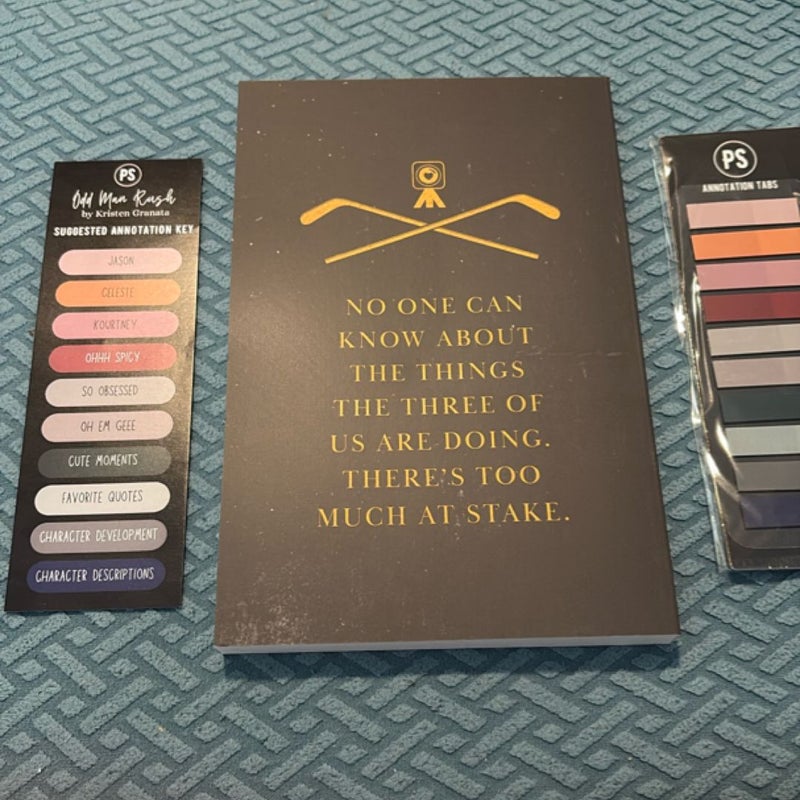 PS
Odd Man Rush
by Kristen Granata
SUGGESTED ANNOTATION KEY
JASON
CELESTE
KOURTNEY
OHHH SPICY
SO OBSESSED
OH EM GEEE
CUTE MOMENTS
FAVORITE QUOTES
CHARACTER DEVELOPMENT
CHARACTER DESCRIPTIONS
NO ONE CAN
KNOW ABOUT
THE THINGS
THE THREE OF
US ARE DOING.
THERE'S TOO
MUCH AT STAKE.
PS
ANNOTATION TABS